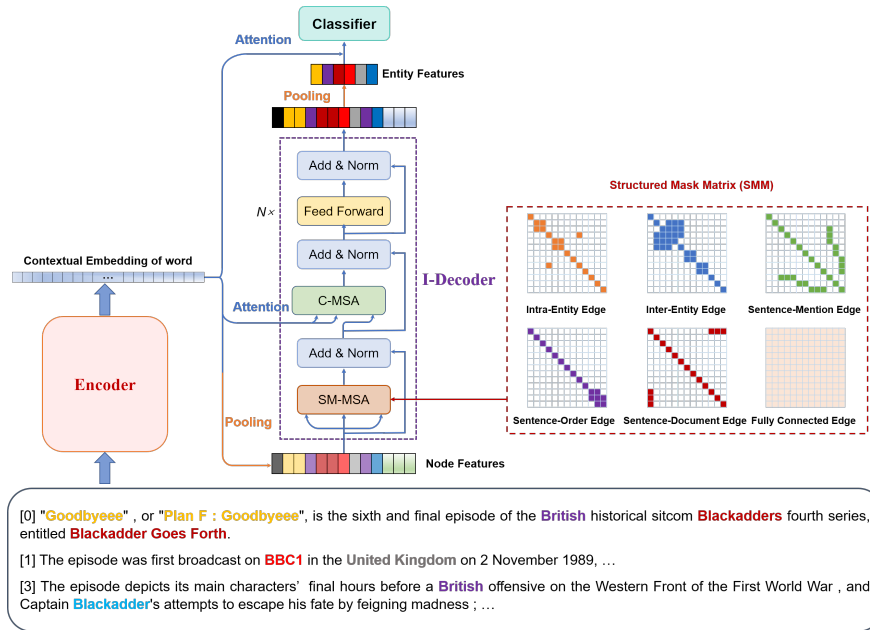 Classifier
Attention
Entity Features
Pooling
Add & Norm
N×
Feed Forward
Structured Mask Matrix (SMM)
Add & Norm
Contextual Embedding of word
...
I-Decoder
Attention
C-MSA
Intra-Entity Edge
Inter-Entity Edge
Sentence-Mention Edge
Add & Norm
Encoder
SM-MSA
Pooling
Sentence-Order Edge
Sentence-Document Edge
Fully Connected Edge
Node Features
[0] "Goodbyeee" , or "Plan F : Goodbyeee", is the sixth and final episode of the British historical sitcom Blackadders fourth series,
entitled Blackadder Goes Forth.
[1] The episode was first broadcast on BBC1 in the United Kingdom on 2 November 1989, …
[3] The episode depicts its main characters’ final hours before a British offensive on the Western Front of the First World War , and
Captain Blackadder's attempts to escape his fate by feigning madness ; …